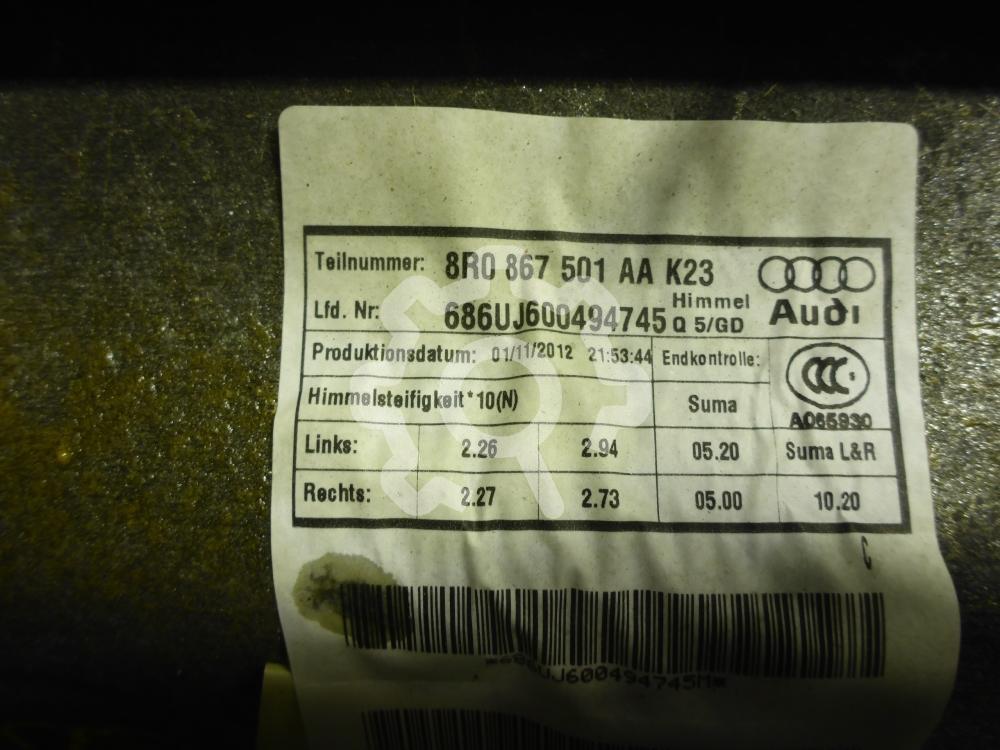 Teilnummer: 8R0 867 501 AA K23
Lfd. Nr: 686UJ600494745 Himmel Q 5/GD Audi
Produktionsdatum: 01/11/2012 21:53:44 Endkontrolle:
CCC
Himmelsteifigkeit*10(N) Suma A065930
Links: 2.26 2.94 05.20 Suma L&R
Rechts: 2.27 2.73 05.00 10.20
C
*686UJ600494745M*